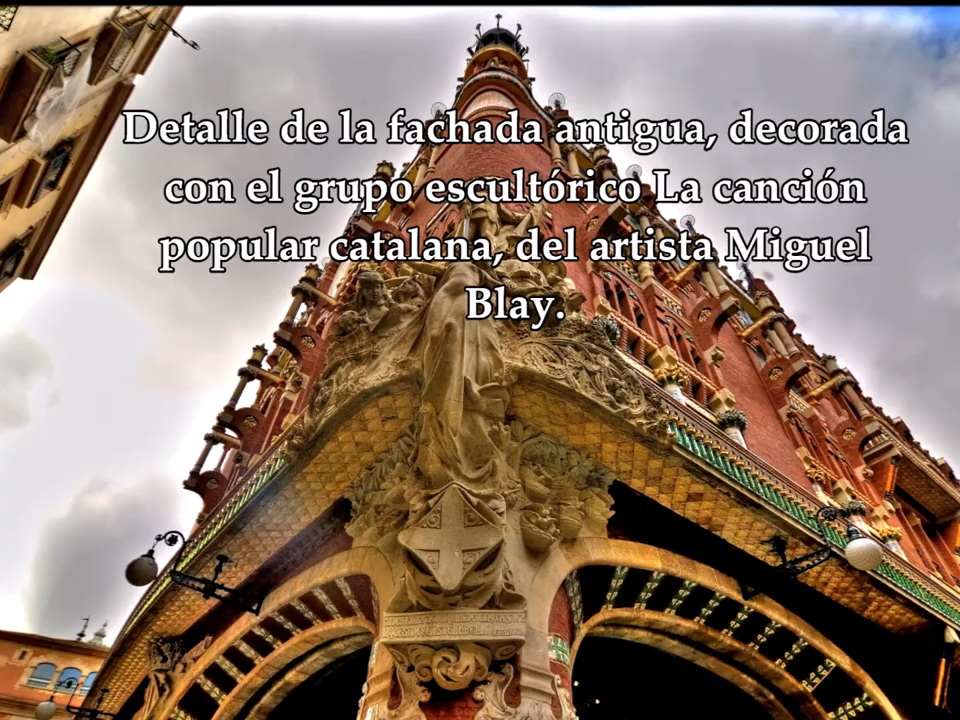 Detalle de la fachada antigua, decorada
con el grupo escultórico La canción
popular catalana, del artista Miguel
Blay.